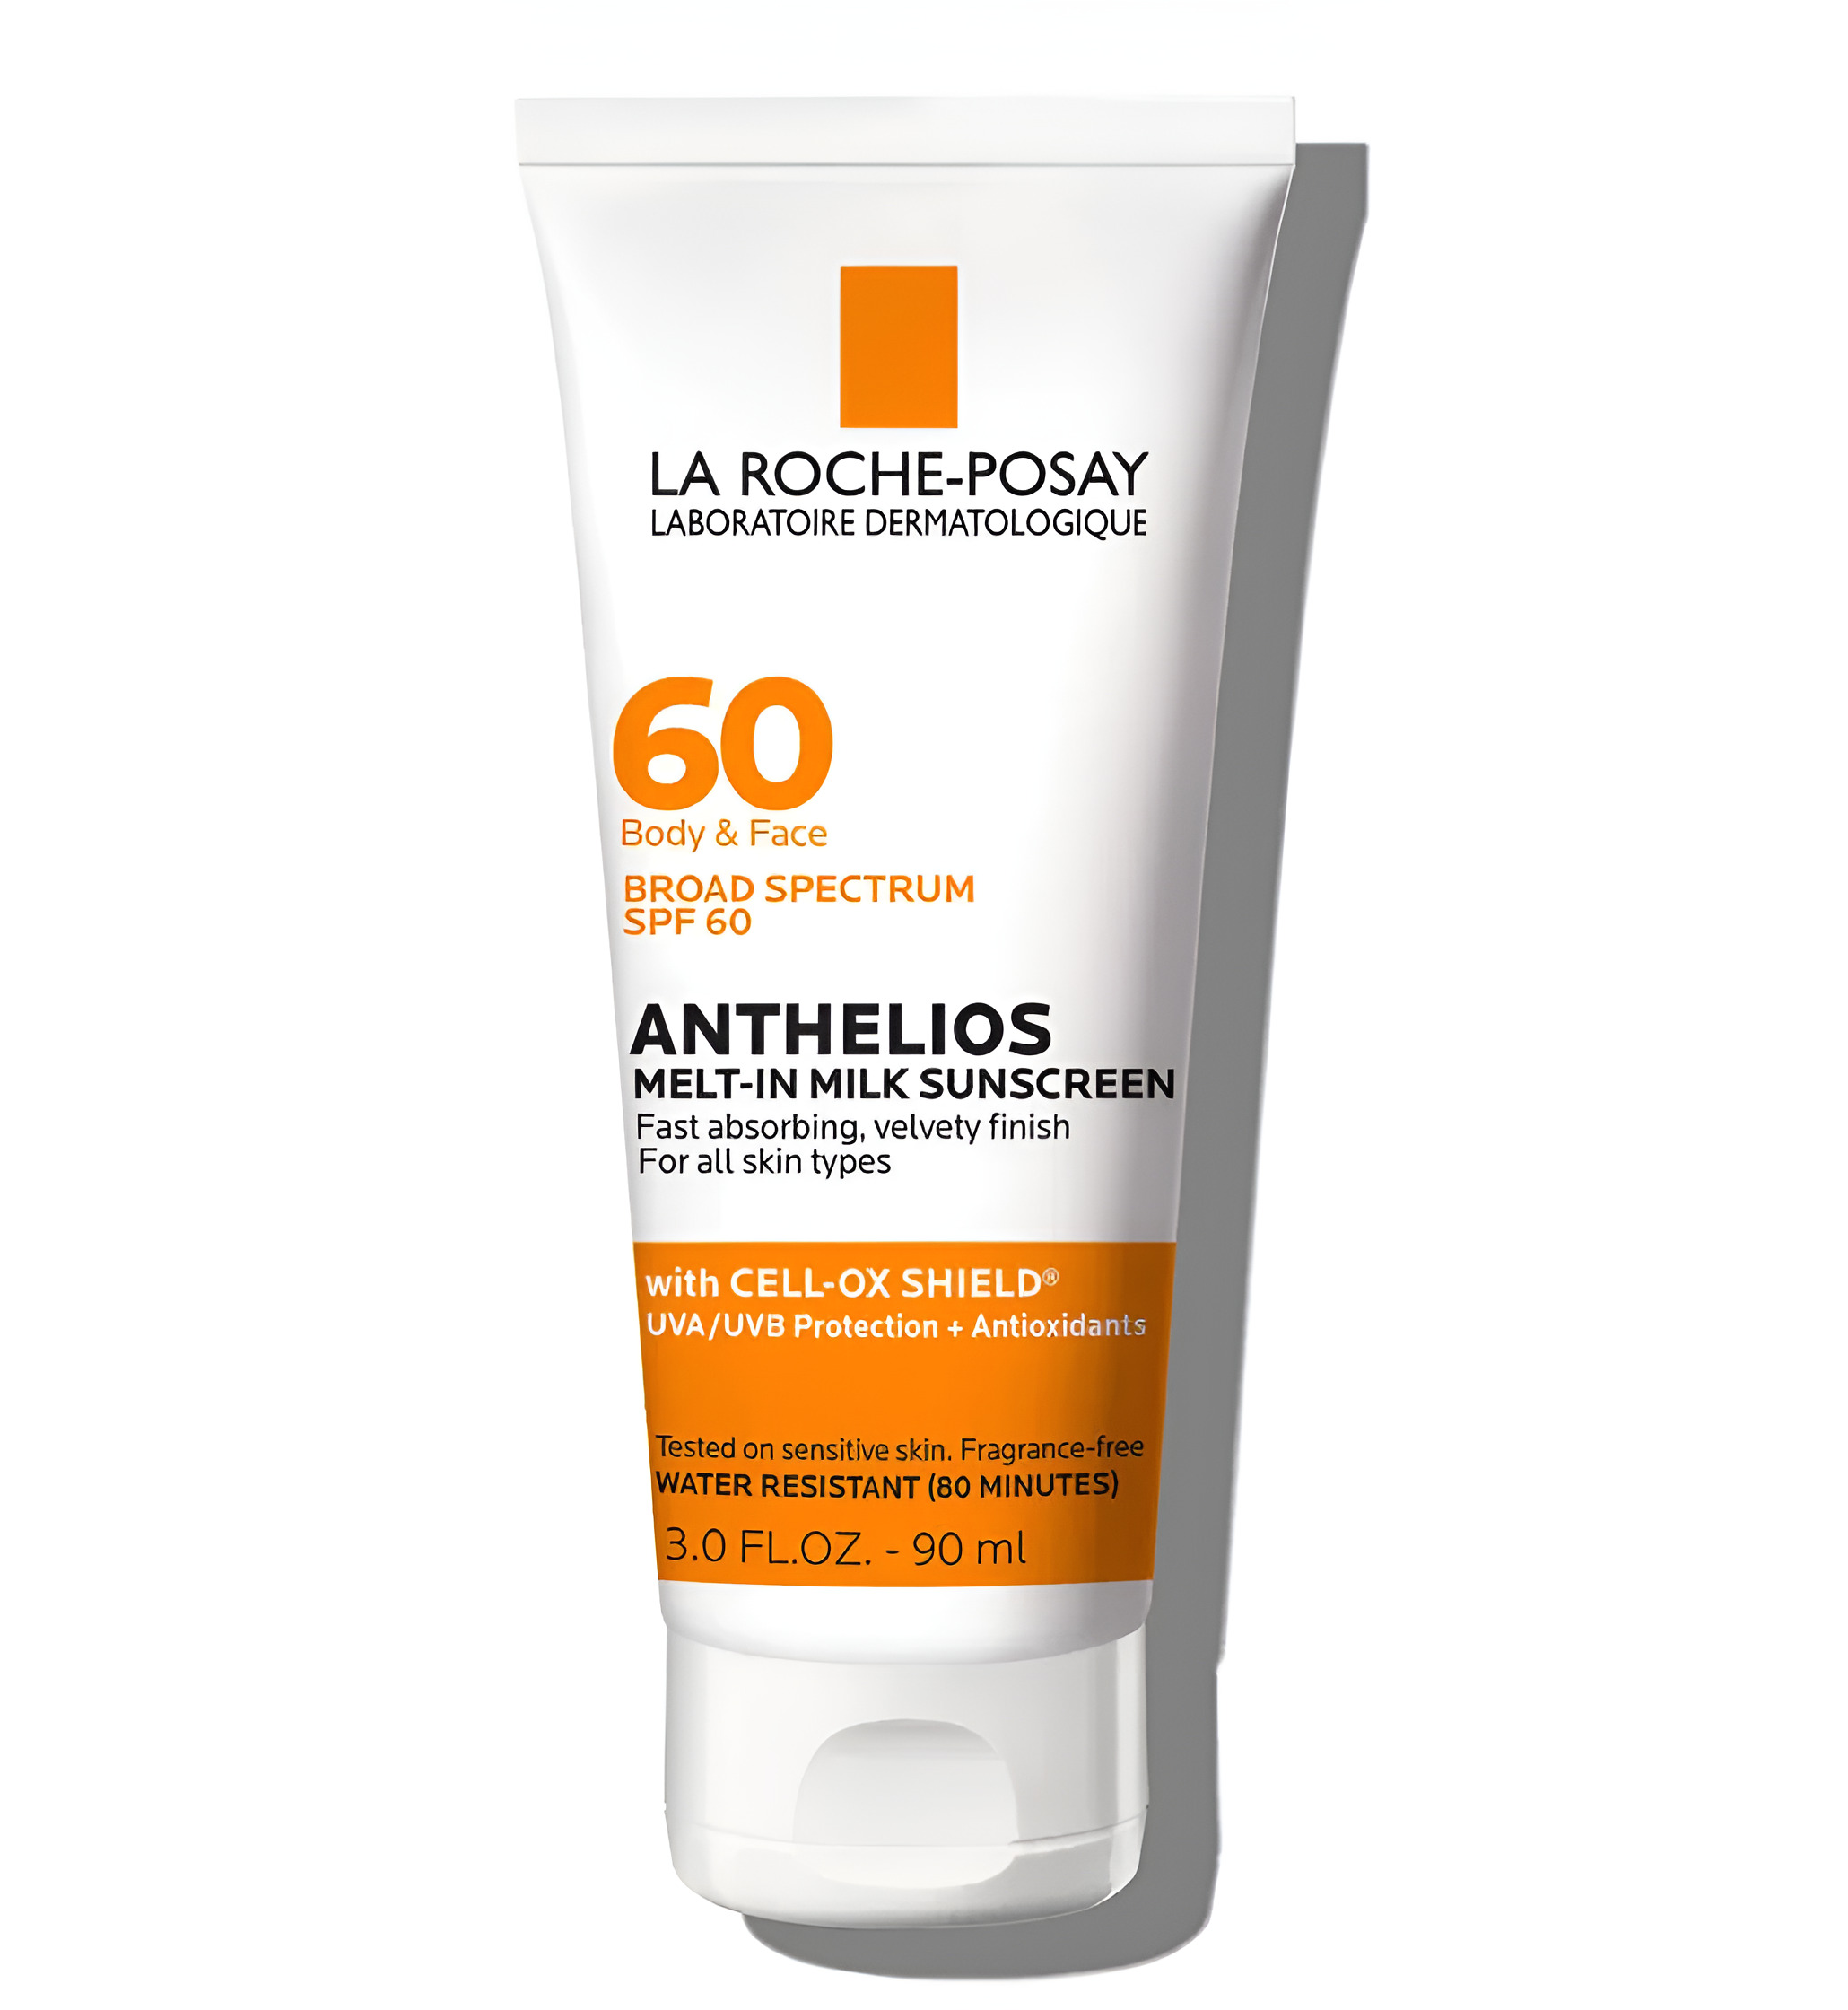 LA ROCHE-POSAY
LABORATOIRE DERMATOLOGIQUE
60
Body & Face
BROAD SPECTRUM
SPF 60
ANTHELIOS
MELT-IN MILK SUNSCREEN
Fast absorbing, velvety finish
For all skin types
with CELL-OX SHIELD®
UVA/UVB Protection + Antioxidants
Tested on sensitive skin. Fragrance-free
WATER RESISTANT (80 MINUTES)
3.0 FL.OZ. - 90 ml